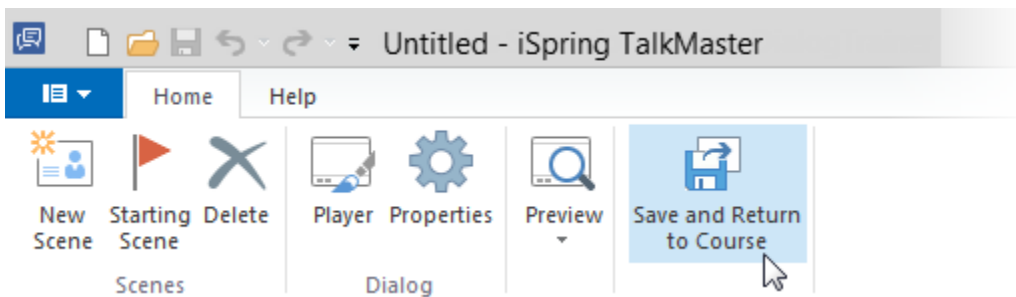 Untitled - iSpring TalkMaster
Home Help
New Scene
Starting Scene
Delete
Player
Properties
Preview
Save and Return to Course
Scenes
Dialog